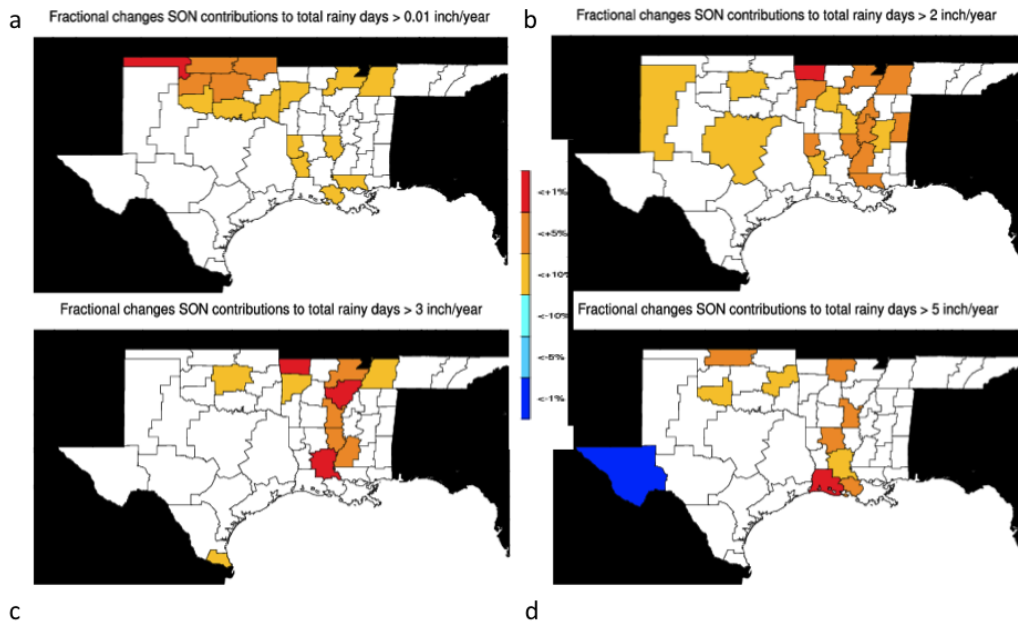 a
Fractional changes SON contributions to total rainy days > 0.01 inch/year
b
Fractional changes SON contributions to total rainy days > 2 inch/year
<+1%
<+5%
<+10%
<-10%
<-5%
<-1%
Fractional changes SON contributions to total rainy days > 3 inch/year
Fractional changes SON contributions to total rainy days > 5 inch/year
c
d